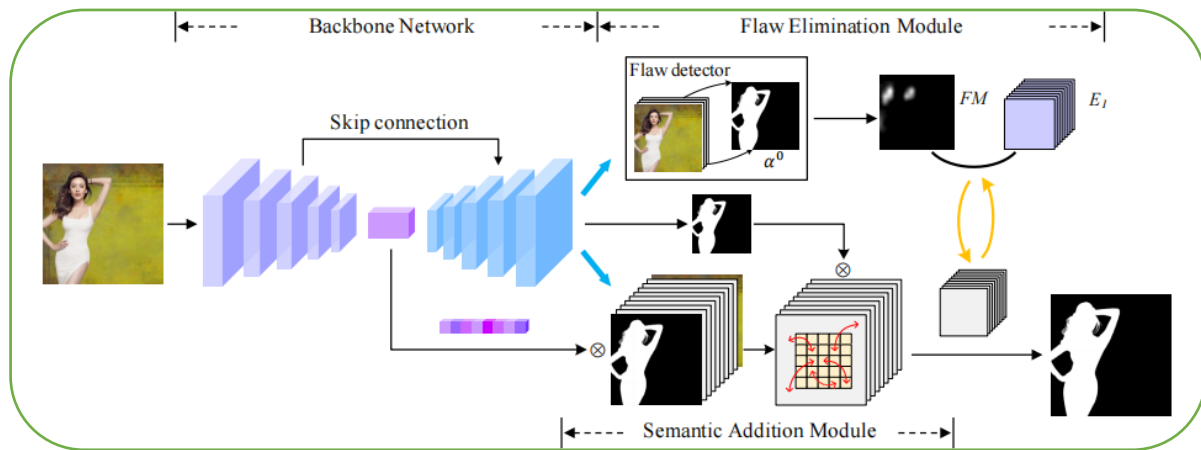 Backbone Network
Flaw Elimination Module
Flaw detector
α⁰
FM
E₁
Skip connection
⊗
⊗
Semantic Addition Module